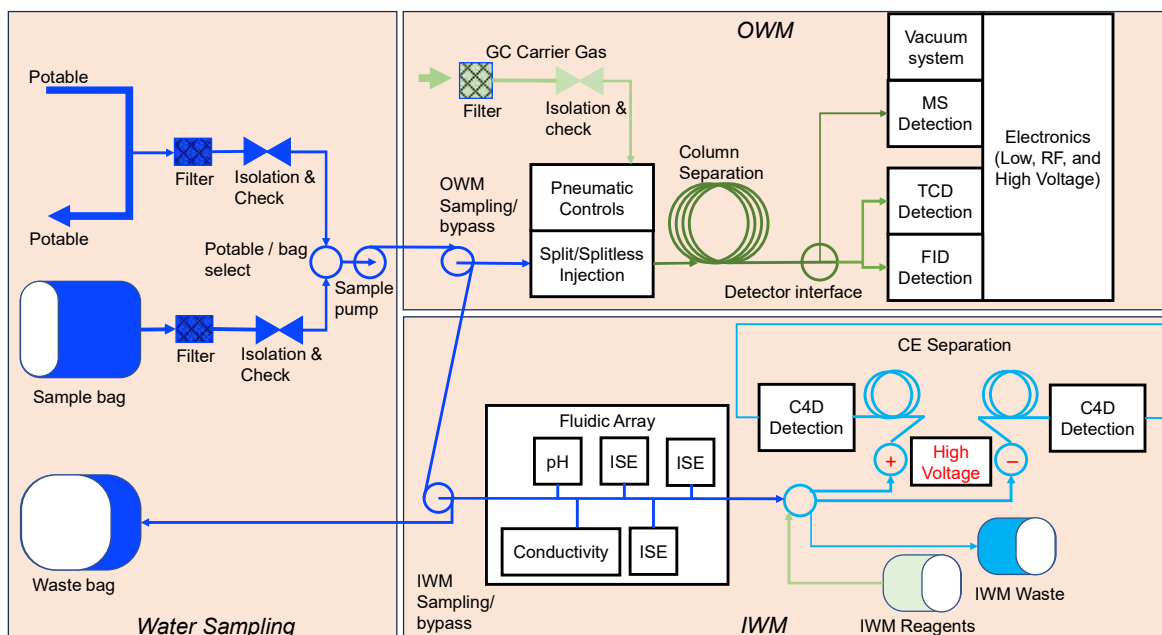 Potable
Filter
Isolation &
Check
Potable
Potable / bag
select
Sample
pump
Filter
Isolation &
Check
Sample bag
Waste bag
Water Sampling
OWM
GC Carrier Gas
Filter
Isolation &
check
OWM
Sampling/
bypass
Pneumatic
Controls
Split/Splitless
Injection
Column
Separation
Detector interface
Vacuum
system
MS
Detection
TCD
Detection
FID
Detection
Electronics
(Low, RF, and
High Voltage)
CE Separation
C4D
Detection
C4D
Detection
+
High
Voltage
−
Fluidic Array
pH
ISE
ISE
Conductivity
ISE
IWM
Sampling/
bypass
IWM Waste
IWM Reagents
IWM